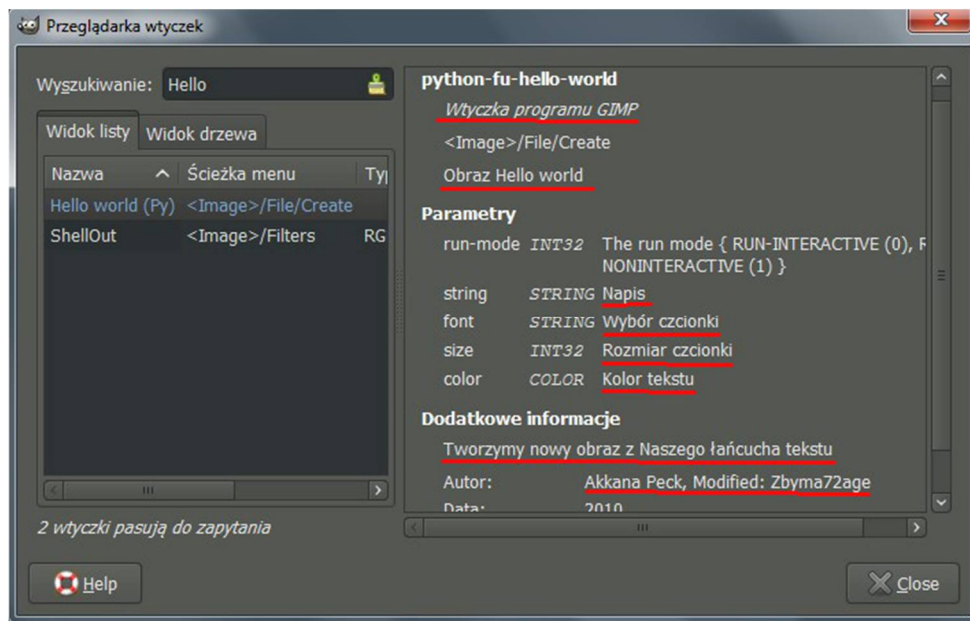 Przeglądarka wtyczek
Wyszukiwanie: Hello
Widok listy Widok drzewa
Nazwa Ścieżka menu Typ
Hello world (Py) <Image>/File/Create
ShellOut <Image>/Filters RG
2 wtyczki pasują do zapytania
Help
python-fu-hello-world
Wtyczka programu GIMP
<Image>/File/Create
Obraz Hello world
Parametry
run-mode INT32 The run mode { RUN-INTERACTIVE (0), R
NONINTERACTIVE (1) }
string STRING Napis
font STRING Wybór czcionki
size INT32 Rozmiar czcionki
color COLOR Kolor tekstu
Dodatkowe informacje
Tworzymy nowy obraz z Naszego łańcucha tekstu
Autor: Akkana Peck, Modified: Zbyma72age
Data: 2010
Close